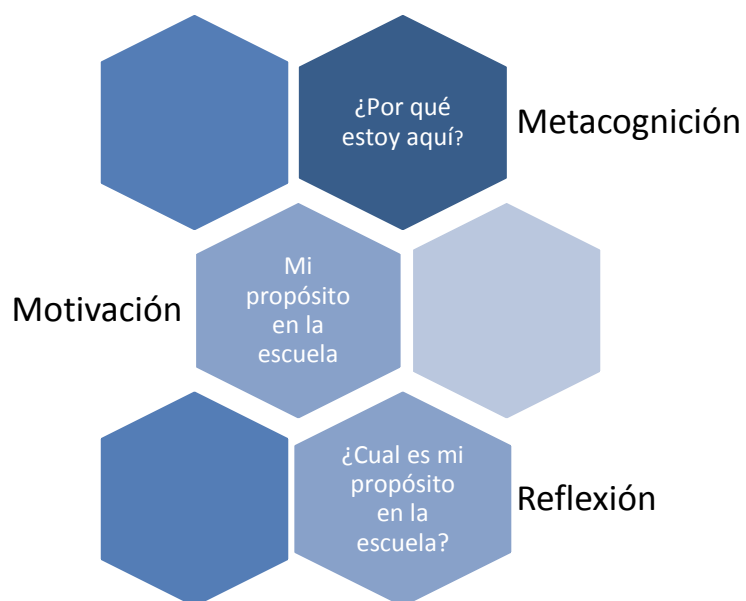 ¿Por qué
estoy aquí?
Metacognición
Motivación
Mi
propósito
en la
escuela
¿Cual es mi
propósito
en la
escuela?
Reflexión